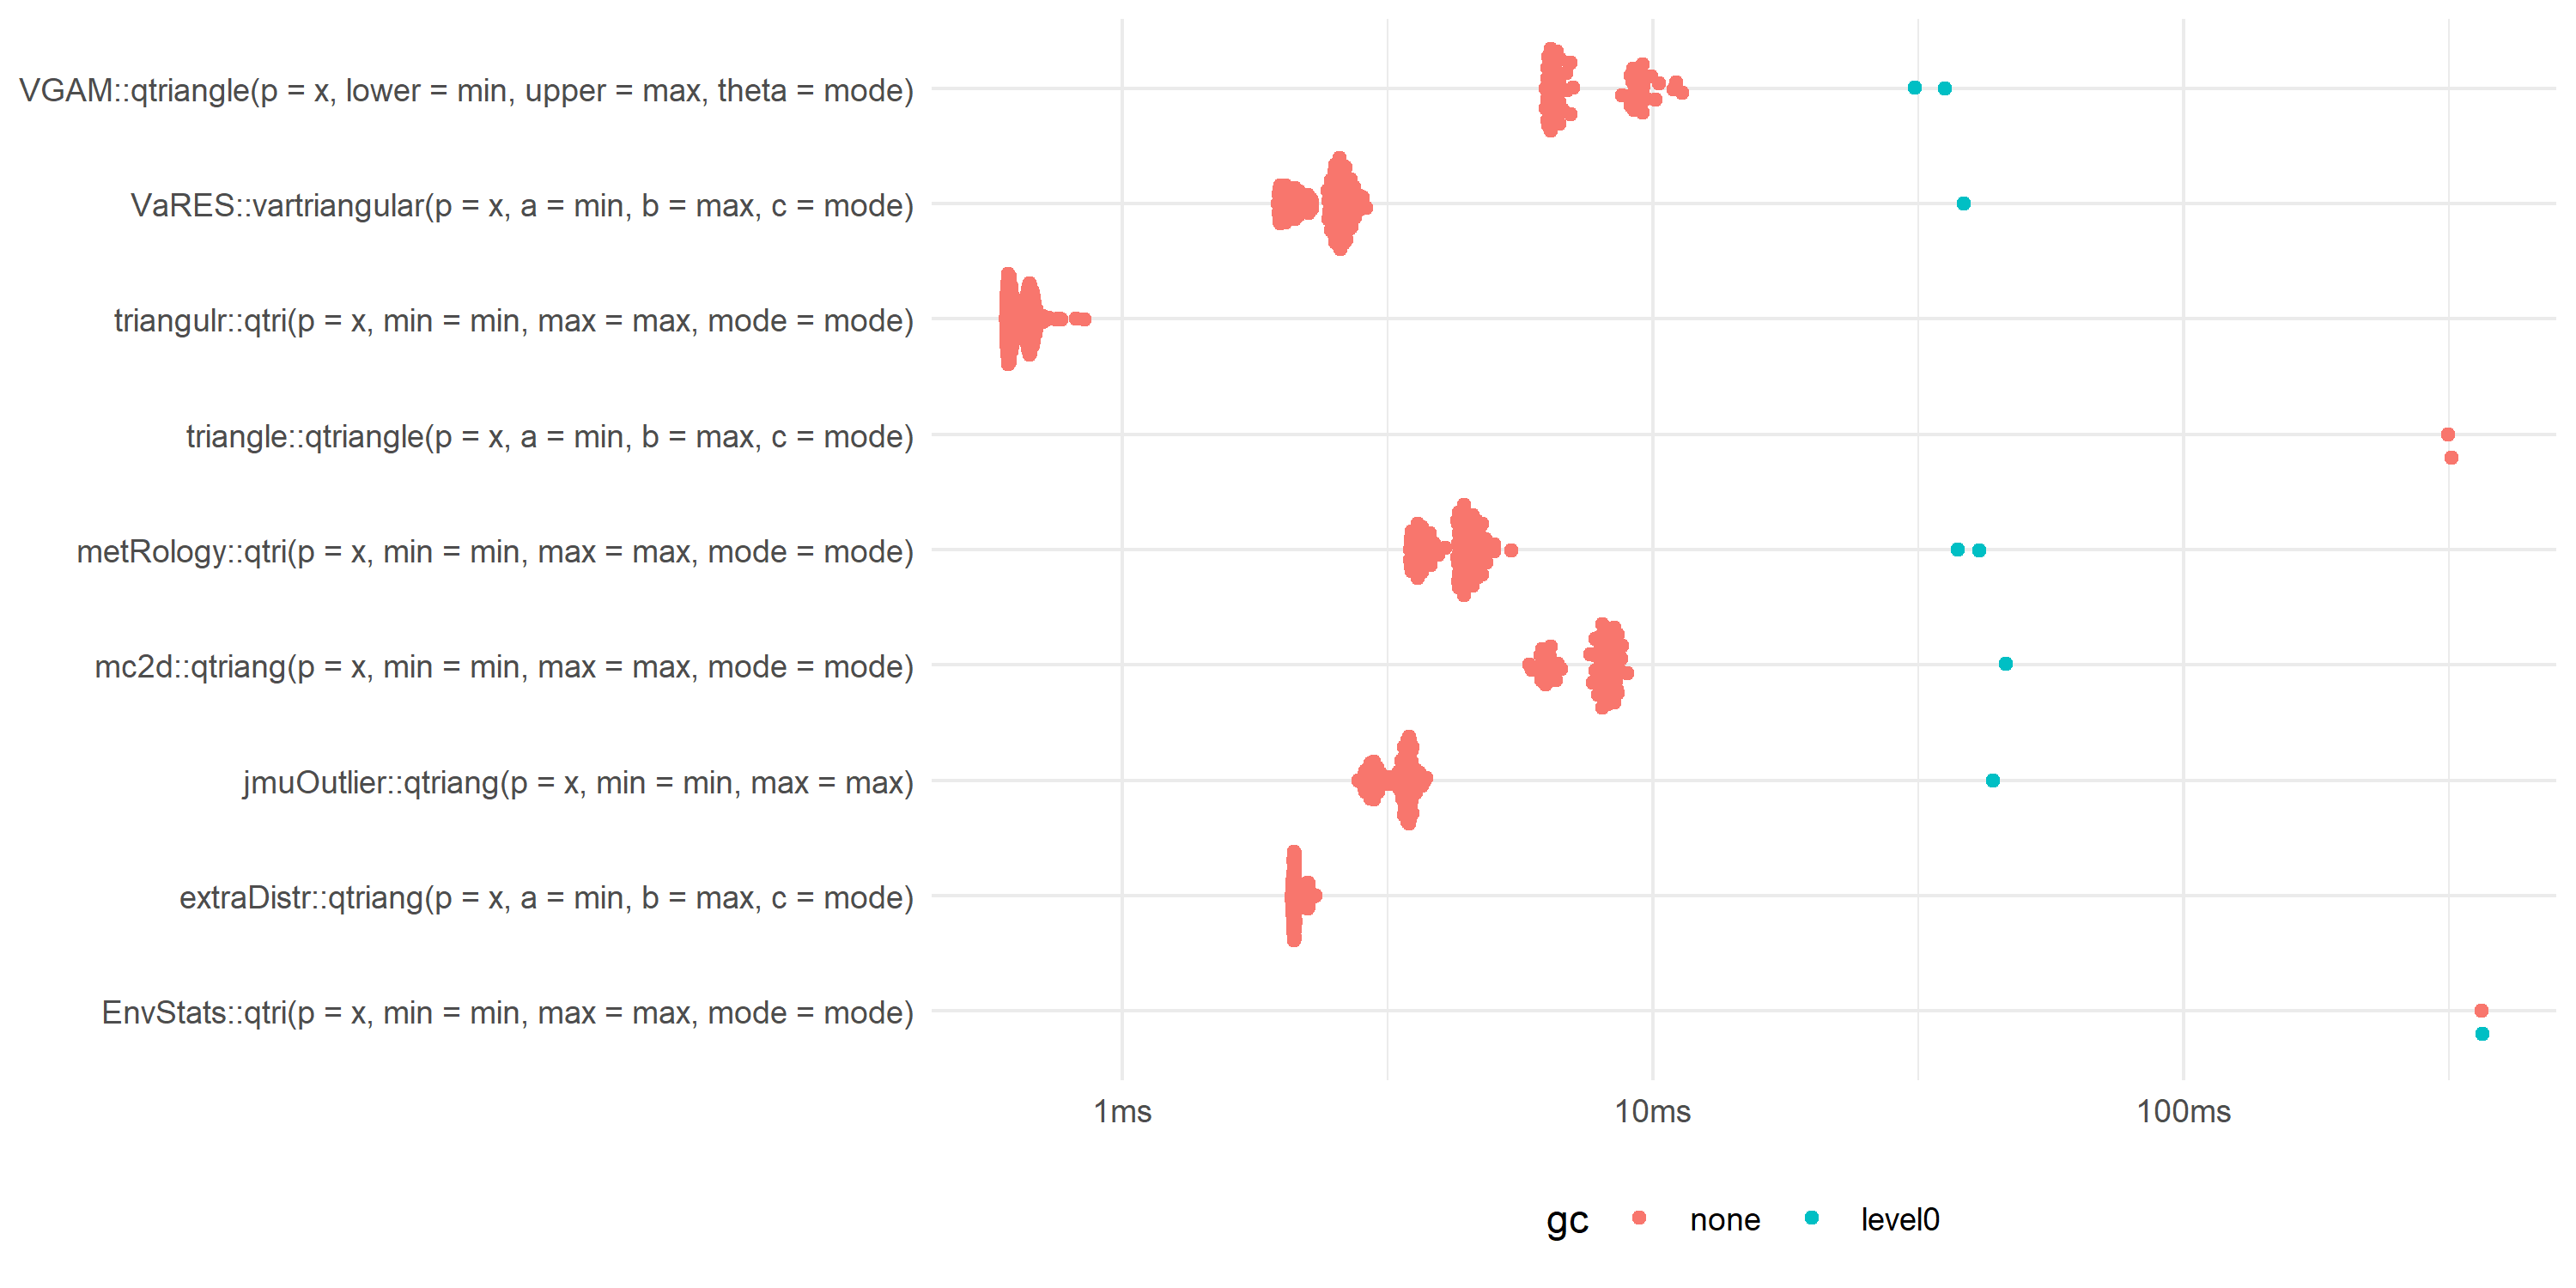 VGAM::qtriangle(p = x, lower = min, upper = max, theta = mode)
VaRES::vartriangular(p = x, a = min, b = max, c = mode)
triangulr::qtri(p = x, min = min, max = max, mode = mode)
triangle::qtriangle(p = x, a = min, b = max, c = mode)
metRology::qtri(p = x, min = min, max = max, mode = mode)
mc2d::qtriang(p = x, min = min, max = max, mode = mode)
jmuOutlier::qtriang(p = x, min = min, max = max)
extraDistr::qtriang(p = x, a = min, b = max, c = mode)
EnvStats::qtri(p = x, min = min, max = max, mode = mode)
1ms 10ms 100ms
gc none level0